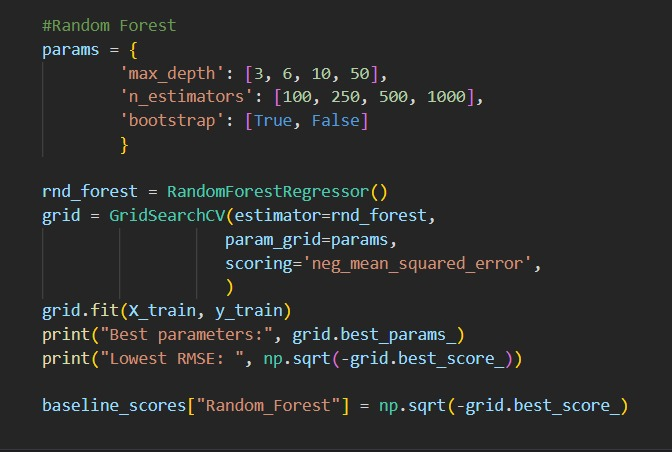 #Random Forest
params = {
        'max_depth': [3, 6, 10, 50],
        'n_estimators': [100, 250, 500, 1000],
        'bootstrap': [True, False]
        }
rnd_forest = RandomForestRegressor()
grid = GridSearchCV(estimator=rnd_forest,
                    param_grid=params,
                    scoring='neg_mean_squared_error',
                    )
grid.fit(X_train, y_train)
print("Best parameters:", grid.best_params_)
print("Lowest RMSE: ", np.sqrt(-grid.best_score_))
baseline_scores["Random_Forest"] = np.sqrt(-grid.best_score_)